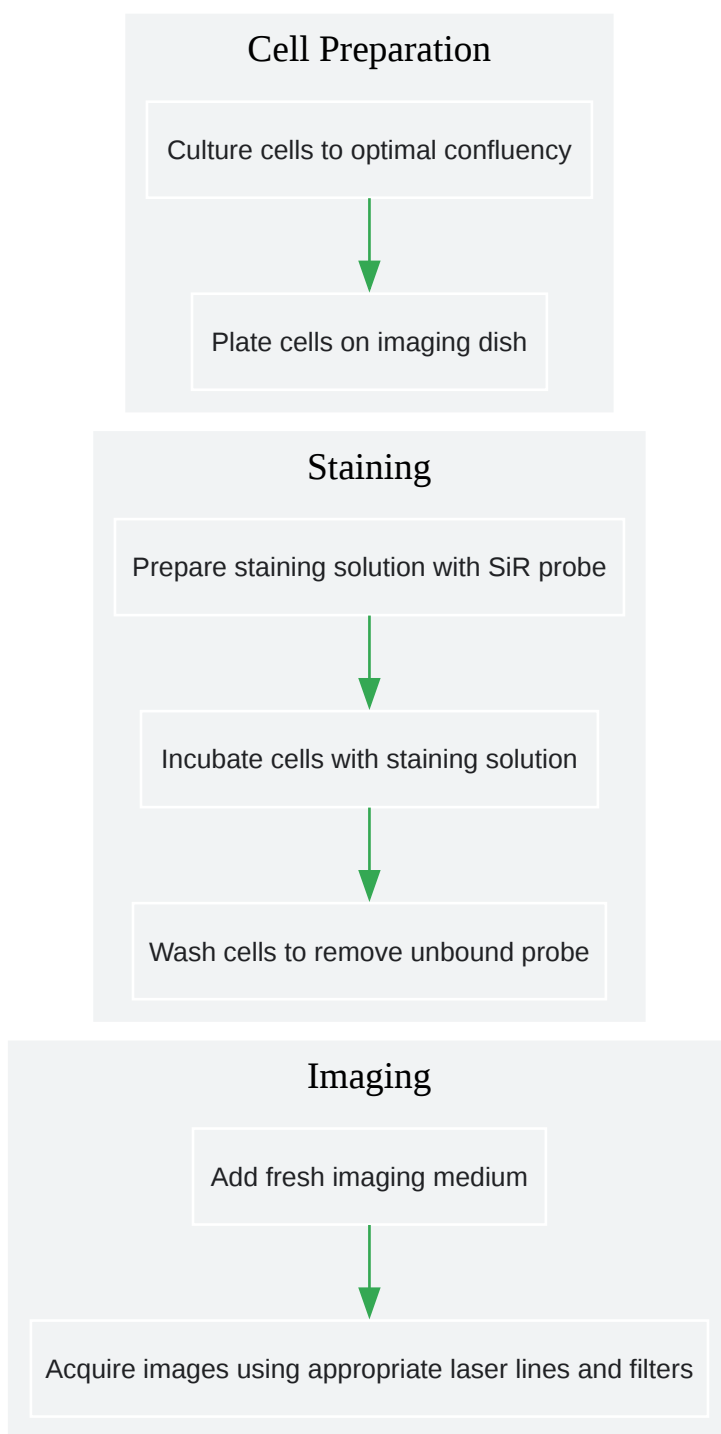 Cell Preparation
Culture cells to optimal confluency
Plate cells on imaging dish
Staining
Prepare staining solution with SiR probe
Incubate cells with staining solution
Wash cells to remove unbound probe
Imaging
Add fresh imaging medium
Acquire images using appropriate laser lines and filters